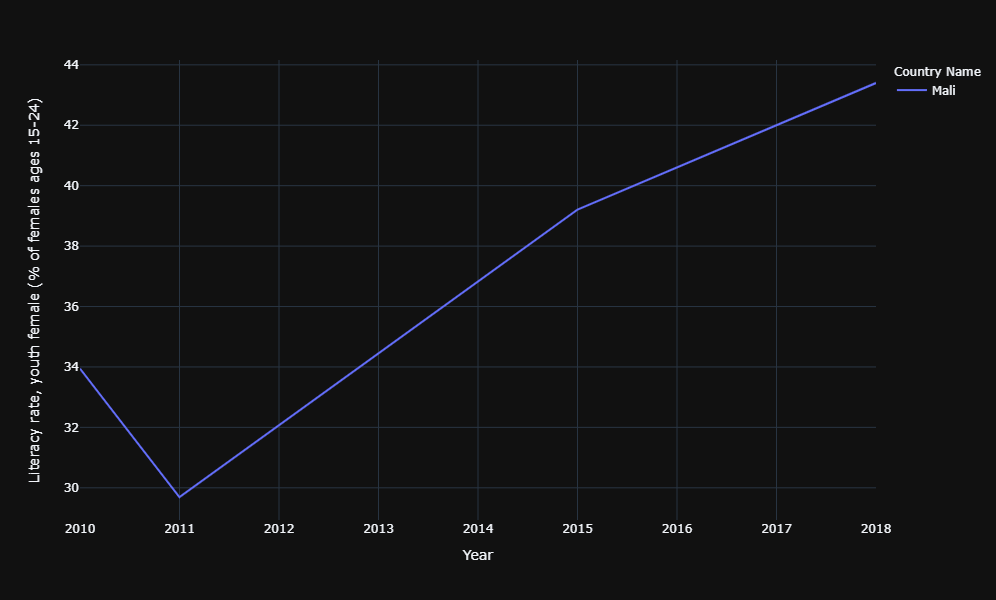 Country Name
Mali
Literacy rate, youth female (% of females ages 15-24)
44
42
40
38
36
34
32
30
2010 2011 2012 2013 2014 2015 2016 2017 2018
Year